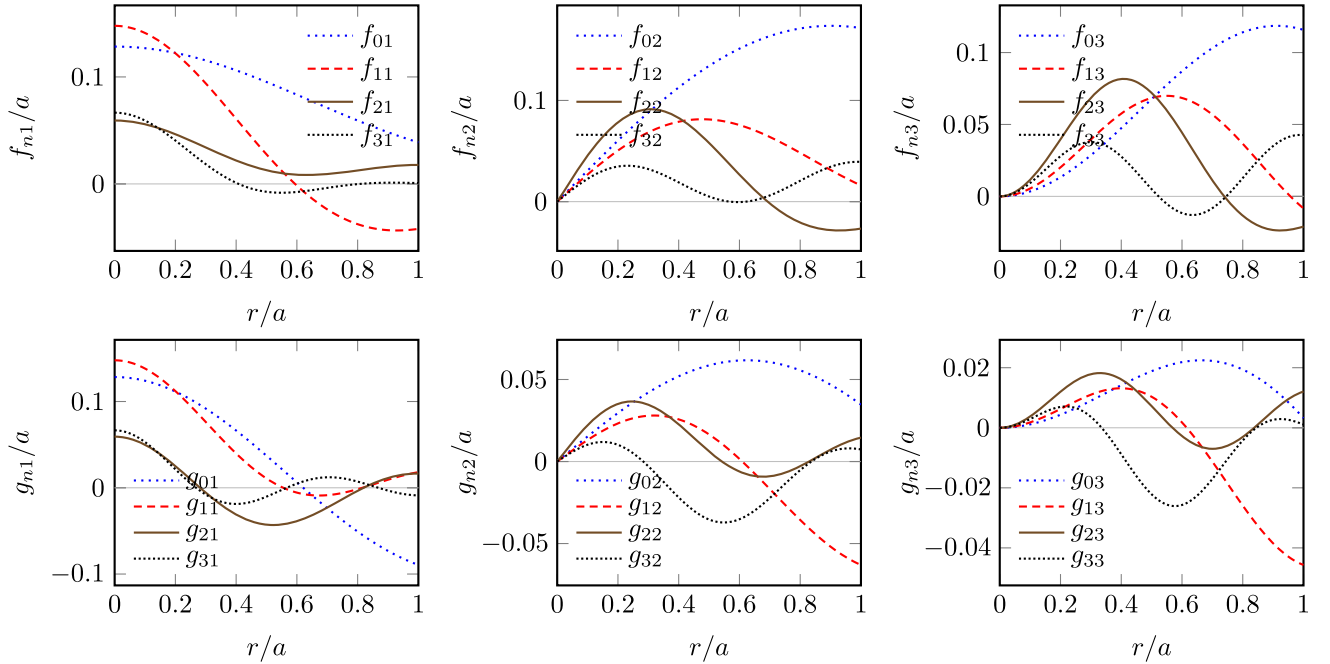 f_{n1}/a
0.1
0
f_{01}
f_{11}
f_{21}
f_{31}
0 0.2 0.4 0.6 0.8 1
r/a
f_{n2}/a
0.1
0
f_{02}
f_{12}
f_{22}
f_{32}
0 0.2 0.4 0.6 0.8 1
r/a
f_{n3}/a
0.1
0.05
0
f_{03}
f_{13}
f_{23}
f_{33}
0 0.2 0.4 0.6 0.8 1
r/a
g_{n1}/a
0.1
0
−0.1
g_{01}
g_{11}
g_{21}
g_{31}
0 0.2 0.4 0.6 0.8 1
r/a
g_{n2}/a
0.05
0
−0.05
g_{02}
g_{12}
g_{22}
g_{32}
0 0.2 0.4 0.6 0.8 1
r/a
g_{n3}/a
0.02
0
−0.02
−0.04
g_{03}
g_{13}
g_{23}
g_{33}
0 0.2 0.4 0.6 0.8 1
r/a